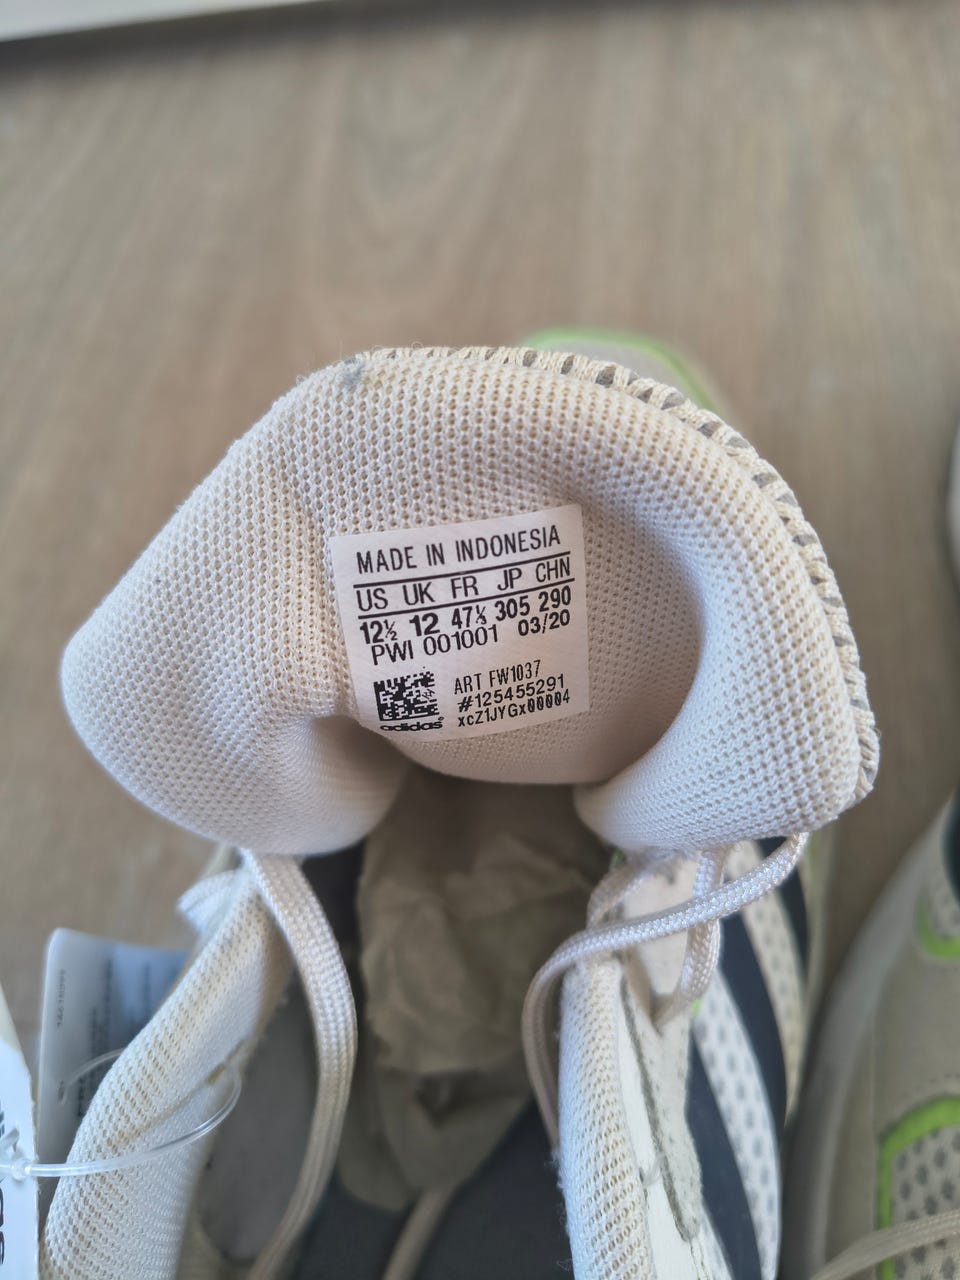 MADE IN INDONESIA
US UK FR JP CHN
12½ 12 47⅓ 305 290
PWI 001001 03/20
ART FW1037
#125455291
xcZ1JYGx00004
adidas